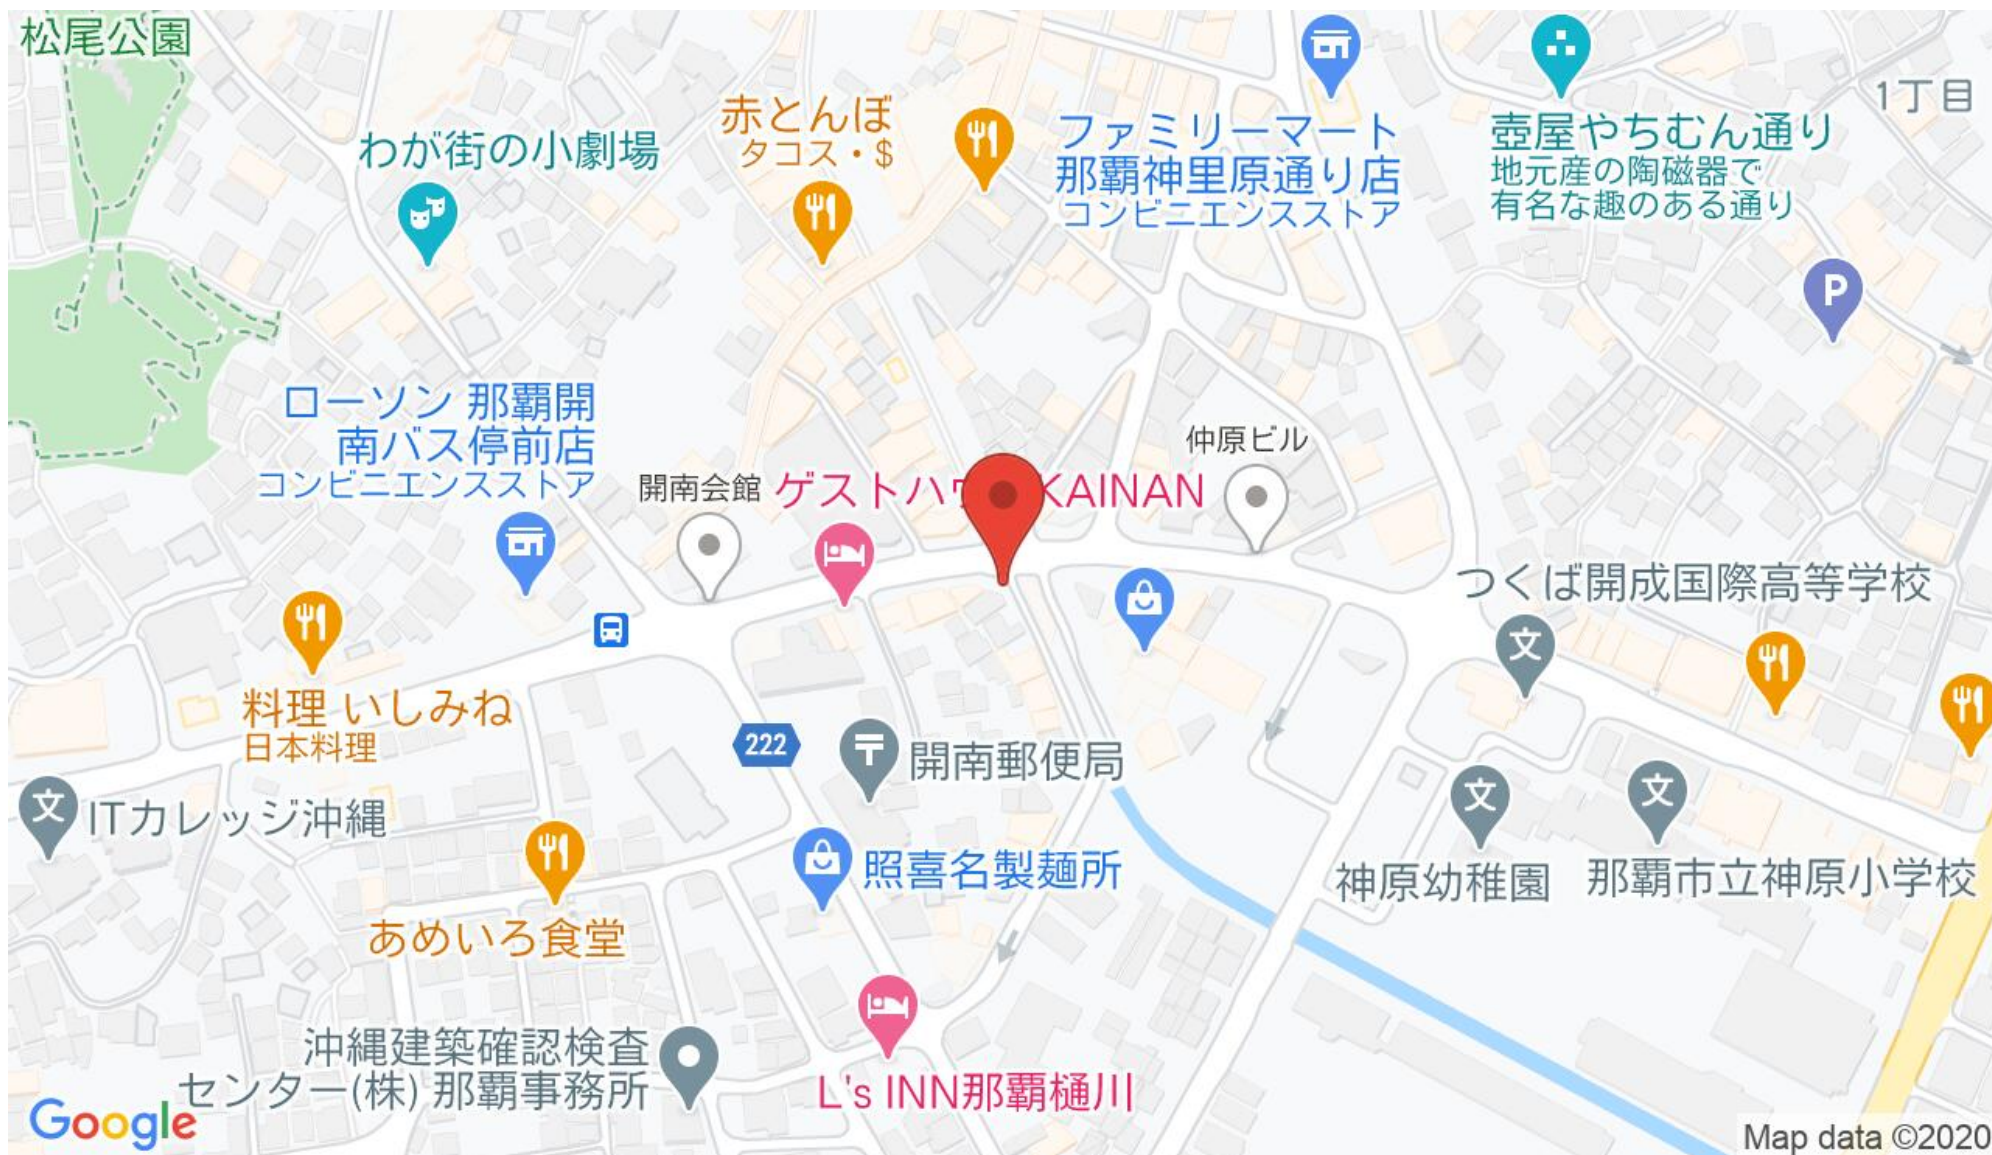 松尾公園
1丁目
赤とんぼ
タコス・$
ファミリーマート
那覇神里原通り店
コンビニエンスストア
壺屋やちむん通り
地元産の陶磁器で
有名な趣のある通り
わが街の小劇場
P
ローソン 那覇開
南バス停前店
コンビニエンスストア
開南会館
ゲストハ
KAINAN
仲原ビル
つくば開成国際高等学校
文
料理 いしみね
日本料理
222
〒
開南郵便局
文
ITカレッジ沖縄
文
神原幼稚園
文
那覇市立神原小学校
照喜名製麺所
あめいろ食堂
沖縄建築確認検査
センター(株) 那覇事務所
L's INN那覇樋川
Google
Map data ©2020